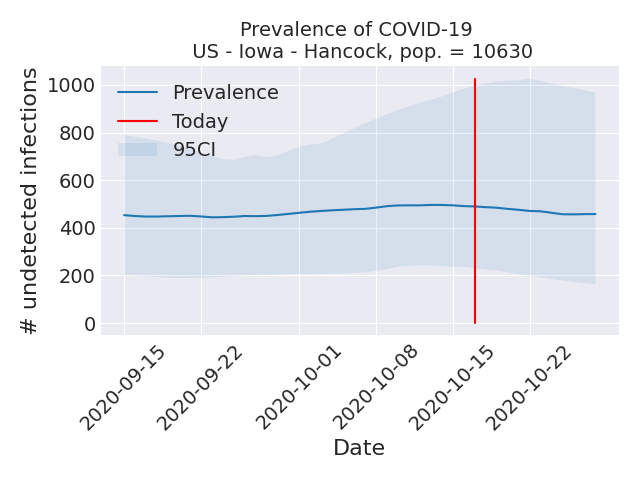 Prevalence of COVID-19
US - Iowa - Hancock, pop. = 10630
# undetected infections
1000
800
600
400
200
0
Prevalence
Today
95CI
2020-09-15
2020-09-22
2020-10-01
2020-10-08
2020-10-15
2020-10-22
Date